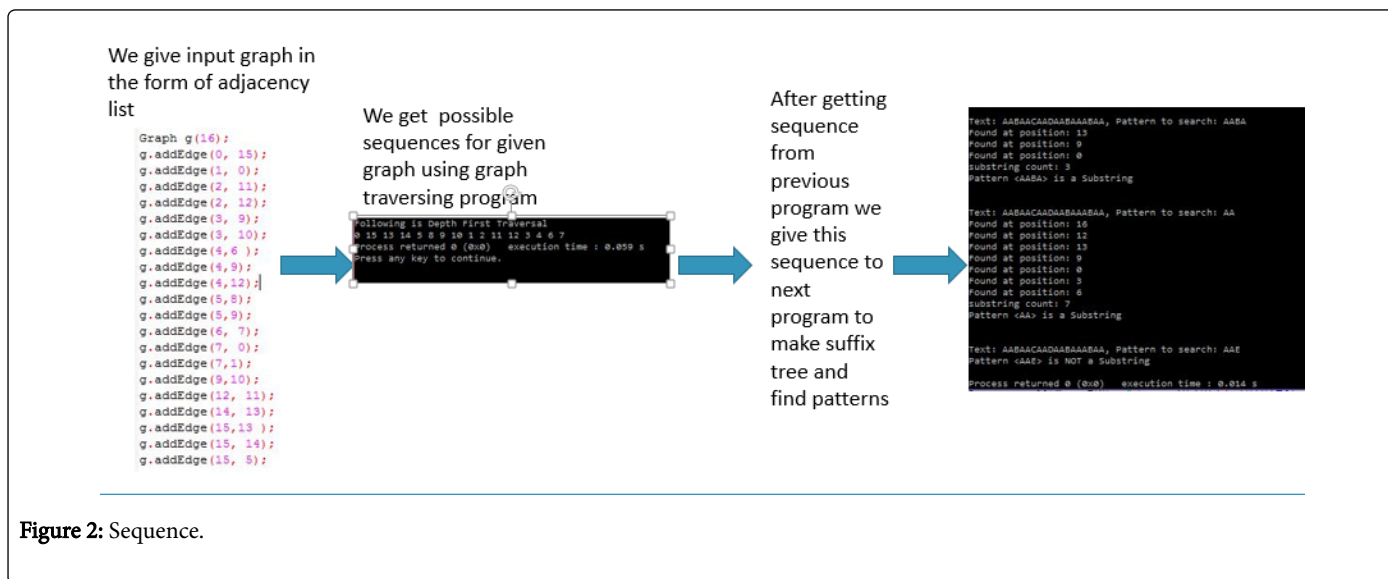 We give input graph in
the form of adjacency
list
Graph g(16);
g.addEdge(0, 15);
g.addEdge(1, 0);
g.addEdge(2, 11);
g.addEdge(2, 12);
g.addEdge(3, 9);
g.addEdge(3, 10);
g.addEdge(4,6 );
g.addEdge(4,9);
g.addEdge(4,12);
g.addEdge(5,8);
g.addEdge(5,9);
g.addEdge(6, 7);
g.addEdge(7, 0);
g.addEdge(7,1);
g.addEdge(9,10);
g.addEdge(12, 11);
g.addEdge(14, 13);
g.addEdge(15,13 );
g.addEdge(15, 14);
g.addEdge(15, 5);
We get possible
sequences for given
graph using graph
traversing program
Following is Depth First Traversal
0 15 13 14 5 8 9 10 1 2 11 12 3 4 6 7
Process returned 0 (0x0) execution time : 0.059 s
Press any key to continue.
After getting
sequence
from
previous
program we
give this
sequence to
next
program to
make suffix
tree and
find patterns
Text: AABAACAADAABAAABAA, Pattern to search: AABA
Found at position: 13
Found at position: 9
Found at position: 0
substring count: 3
Pattern <AABA> is a Substring
Text: AABAACAADAABAAABAA, Pattern to search: AA
Found at position: 16
Found at position: 12
Found at position: 13
Found at position: 9
Found at position: 0
Found at position: 3
Found at position: 6
substring count: 7
Pattern <AA> is a Substring
Text: AABAACAADAABAAABAA, Pattern to search: AAE
Pattern <AAE> is NOT a Substring
Process returned 0 (0x0) execution time : 0.014 s
Figure 2: Sequence.